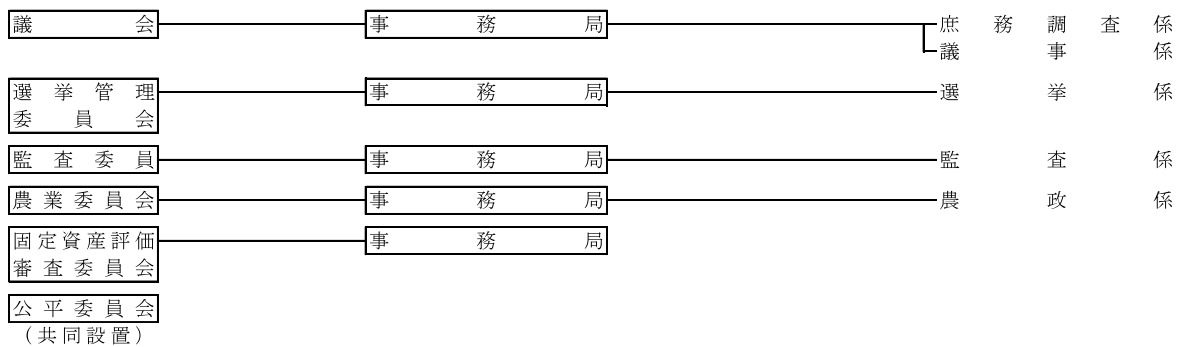 議会 事務局 庶務調査係
議事係
選挙管理 事務局 選挙係
委員会
監査委員 事務局 監査係
農業委員会 事務局 農政係
固定資産評価 事務局
審査委員会
公平委員会
（共同設置）